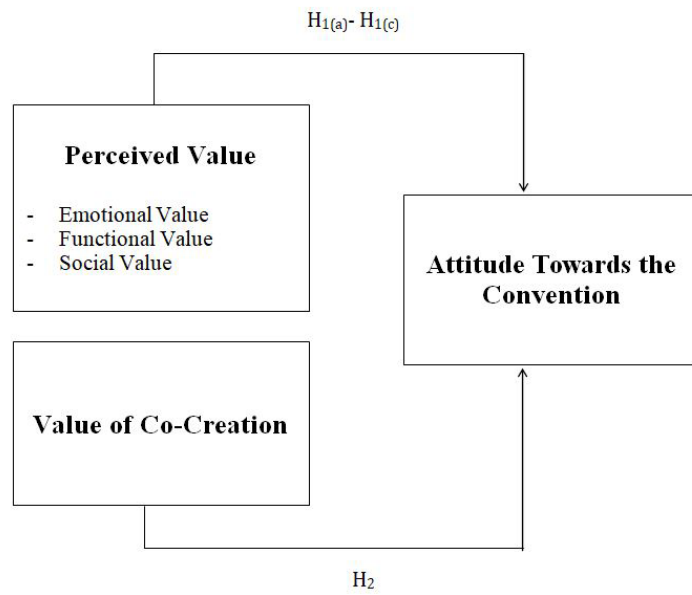 H1(a)- H1(c)
Perceived Value
- Emotional Value
- Functional Value
- Social Value
Attitude Towards the
Convention
Value of Co-Creation
H2